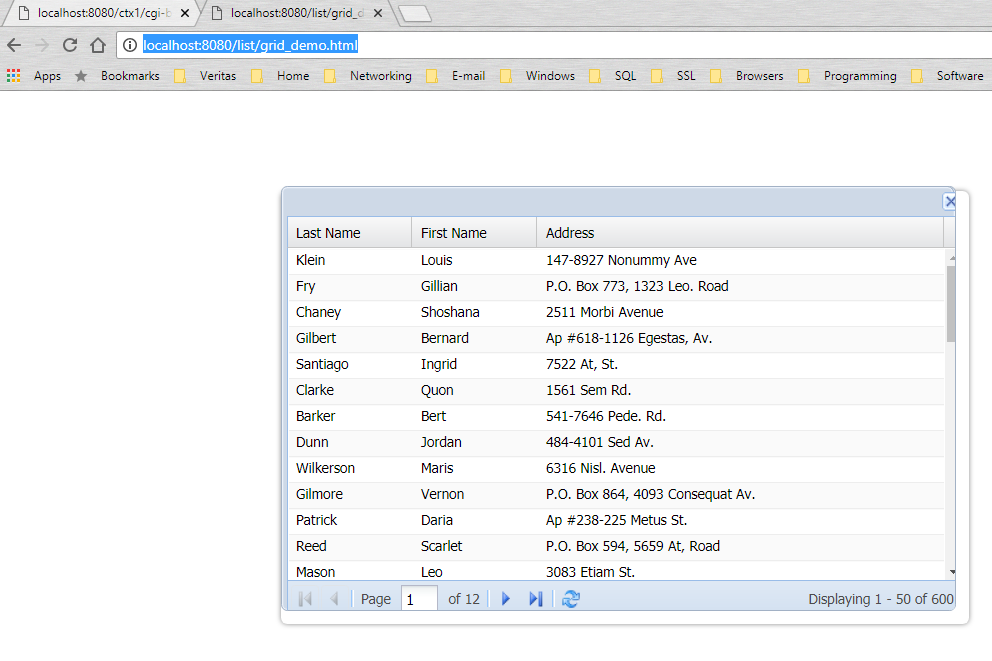 localhost:8080/ctx1/cgi-b localhost:8080/list/grid_d
localhost:8080/list/grid_demo.html
Apps Bookmarks Veritas Home Networking E-mail Windows SQL SSL Browsers Programming Software
Last Name First Name Address
Klein Louis 147-8927 Nonummy Ave
Fry Gillian P.O. Box 773, 1323 Leo. Road
Chaney Shoshana 2511 Morbi Avenue
Gilbert Bernard Ap #618-1126 Egestas, Av.
Santiago Ingrid 7522 At, St.
Clarke Quon 1561 Sem Rd.
Barker Bert 541-7646 Pede. Rd.
Dunn Jordan 484-4101 Sed Av.
Wilkerson Maris 6316 Nisl. Avenue
Gilmore Vernon P.O. Box 864, 4093 Consequat Av.
Patrick Daria Ap #238-225 Metus St.
Reed Scarlet P.O. Box 594, 5659 At, Road
Mason Leo 3083 Etiam St.
Page 1 of 12 Displaying 1 - 50 of 600